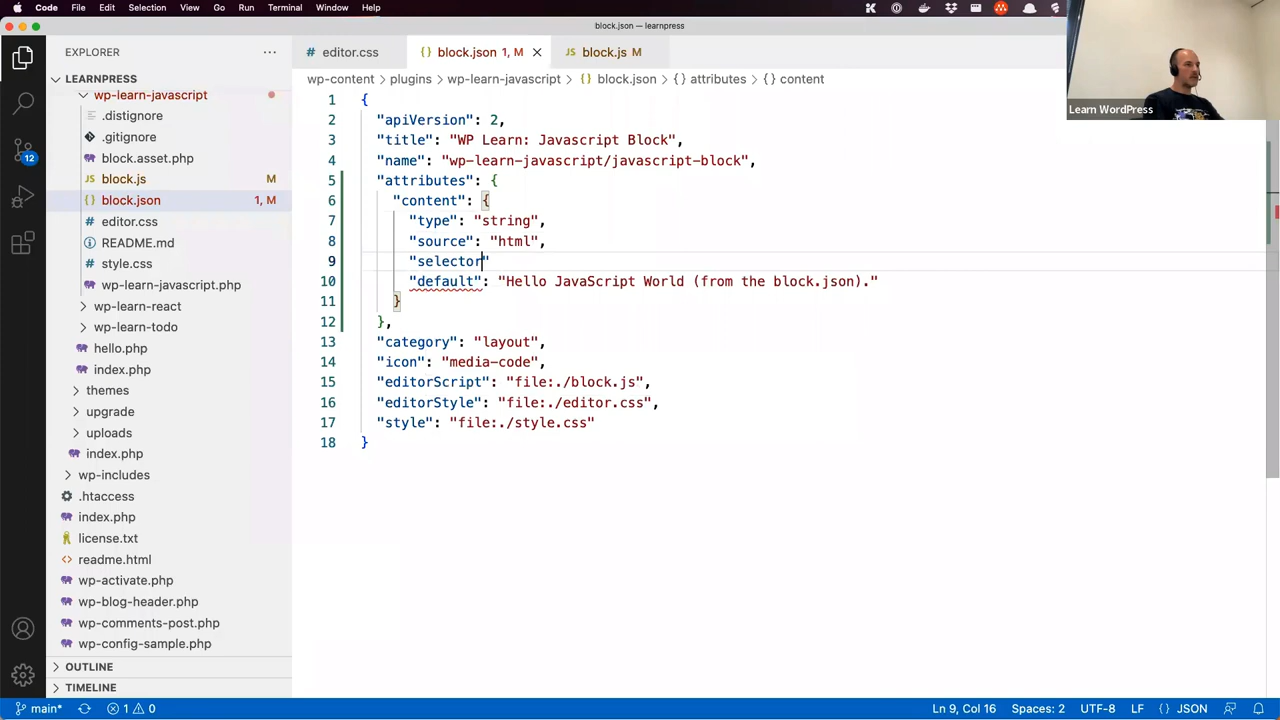 Code File Edit Selection View Go Run Terminal Window Help
block.json — learnpress
EXPLORER
LEARNPRESS
wp-learn-javascript
.distignore
.gitignore
block.asset.php
JS block.js M
{} block.json 1, M
# editor.css
README.md
# style.css
wp-learn-javascript.php
wp-learn-react
wp-learn-todo
hello.php
index.php
themes
upgrade
uploads
index.php
wp-includes
.htaccess
index.php
license.txt
readme.html
wp-activate.php
wp-blog-header.php
wp-comments-post.php
wp-config-sample.php
OUTLINE
TIMELINE
12
# editor.css {} block.json 1, M JS block.js M
wp-content > plugins > wp-learn-javascript > {} block.json > {} attributes > {} content
1 {
2 "apiVersion": 2,
3 "title": "WP Learn: Javascript Block",
4 "name": "wp-learn-javascript/javascript-block",
5 "attributes": {
6 "content": {
7 "type": "string",
8 "source": "html",
9 "selector"
10 "default": "Hello JavaScript World (from the block.json)."
11 }
12 },
13 "category": "layout",
14 "icon": "media-code",
15 "editorScript": "file:./block.js",
16 "editorStyle": "file:./editor.css",
17 "style": "file:./style.css"
18 }
Learn WordPress
main* 1 0 Ln 9, Col 16 Spaces: 2 UTF-8 LF {} JSON